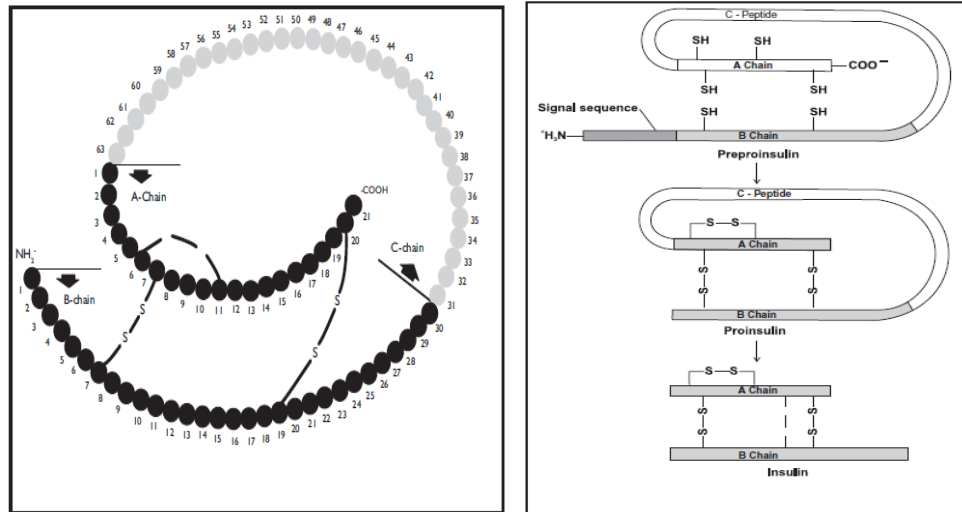 63
62
61
60
59
58
57
56
55
54
53
52
51
50
49
48
47
46
45
44
43
42
41
40
39
38
37
36
35
34
33
32
31
1
2
3
4
5
6
7
8
9
10
11
12
13
14
15
16
17
18
19
20
21
A-Chain
-COOH
C-chain
NH2-
B-chain
S
S
1
2
3
4
5
6
7
8
9
10
11
12
13
14
15
16
17
18
19
20
21
22
23
24
25
26
27
28
29
30
C - Peptide
SH SH
A Chain
COO−
SH SH
SH SH
Signal sequence
+H3N
B Chain
Preproinsulin
C - Peptide
S—S
A Chain
S S
S S
B Chain
Proinsulin
S—S
A Chain
S S
S S
B Chain
Insulin